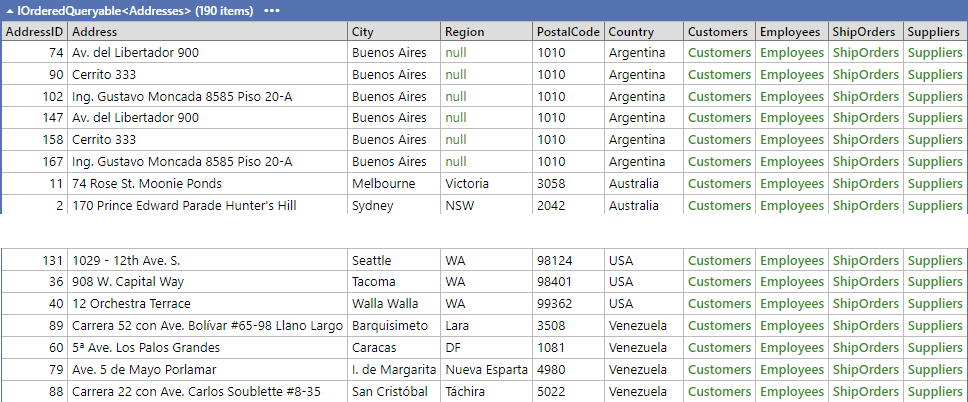 IOrderedQueryable<Addresses> (190 items) •••
AddressID Address City Region PostalCode Country Customers Employees ShipOrders Suppliers
74 Av. del Libertador 900 Buenos Aires null 1010 Argentina Customers Employees ShipOrders Suppliers
90 Cerrito 333 Buenos Aires null 1010 Argentina Customers Employees ShipOrders Suppliers
102 Ing. Gustavo Moncada 8585 Piso 20-A Buenos Aires null 1010 Argentina Customers Employees ShipOrders Suppliers
147 Av. del Libertador 900 Buenos Aires null 1010 Argentina Customers Employees ShipOrders Suppliers
158 Cerrito 333 Buenos Aires null 1010 Argentina Customers Employees ShipOrders Suppliers
167 Ing. Gustavo Moncada 8585 Piso 20-A Buenos Aires null 1010 Argentina Customers Employees ShipOrders Suppliers
11 74 Rose St. Moonie Ponds Melbourne Victoria 3058 Australia Customers Employees ShipOrders Suppliers
2 170 Prince Edward Parade Hunter's Hill Sydney NSW 2042 Australia Customers Employees ShipOrders Suppliers
131 1029 - 12th Ave. S. Seattle WA 98124 USA Customers Employees ShipOrders Suppliers
36 908 W. Capital Way Tacoma WA 98401 USA Customers Employees ShipOrders Suppliers
40 12 Orchestra Terrace Walla Walla WA 99362 USA Customers Employees ShipOrders Suppliers
89 Carrera 52 con Ave. Bolívar #65-98 Llano Largo Barquisimeto Lara 3508 Venezuela Customers Employees ShipOrders Suppliers
60 5ª Ave. Los Palos Grandes Caracas DF 1081 Venezuela Customers Employees ShipOrders Suppliers
79 Ave. 5 de Mayo Porlamar I. de Margarita Nueva Esparta 4980 Venezuela Customers Employees ShipOrders Suppliers
88 Carrera 22 con Ave. Carlos Soublette #8-35 San Cristóbal Táchira 5022 Venezuela Customers Employees ShipOrders Suppliers